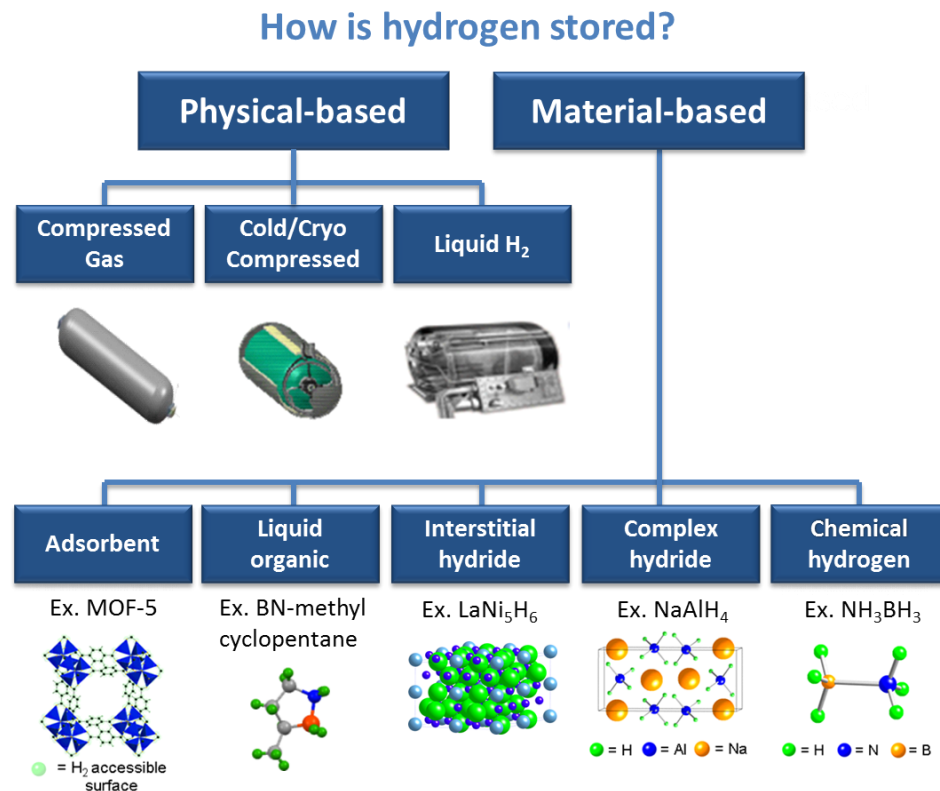 How is hydrogen stored?
Physical-based
Material-based
Compressed
Gas
Cold/Cryo
Compressed
Liquid H₂
Adsorbent
Liquid
organic
Interstitial
hydride
Complex
hydride
Chemical
hydrogen
Ex. MOF-5
Ex. BN-methyl
cyclopentane
Ex. LaNi₅H₆
Ex. NaAlH₄
Ex. NH₃BH₃
= H₂ accessible
surface
= H = Al = Na
= H = N = B